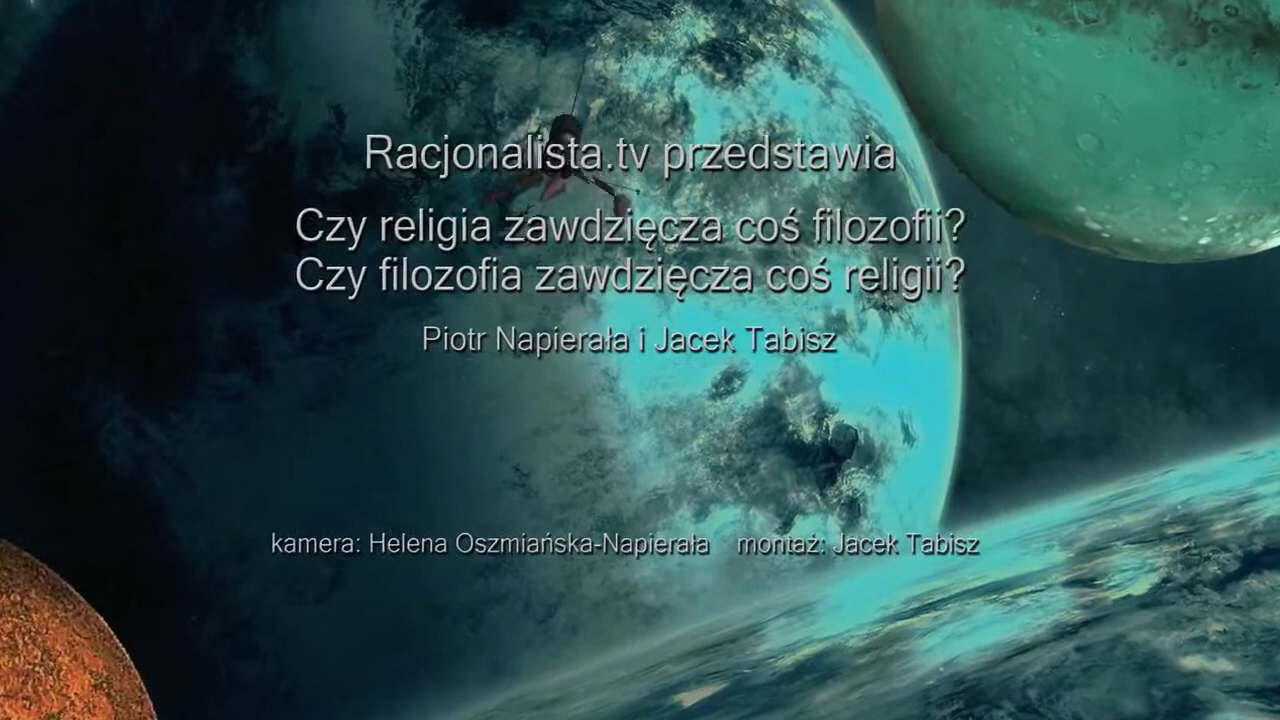 Racjonalista.tv przedstawia
Czy religia zawdzięcza coś filozofii?
Czy filozofia zawdzięcza coś religii?
Piotr Napierała i Jacek Tabisz
kamera: Helena Oszmiańska-Napierała montaż: Jacek Tabisz